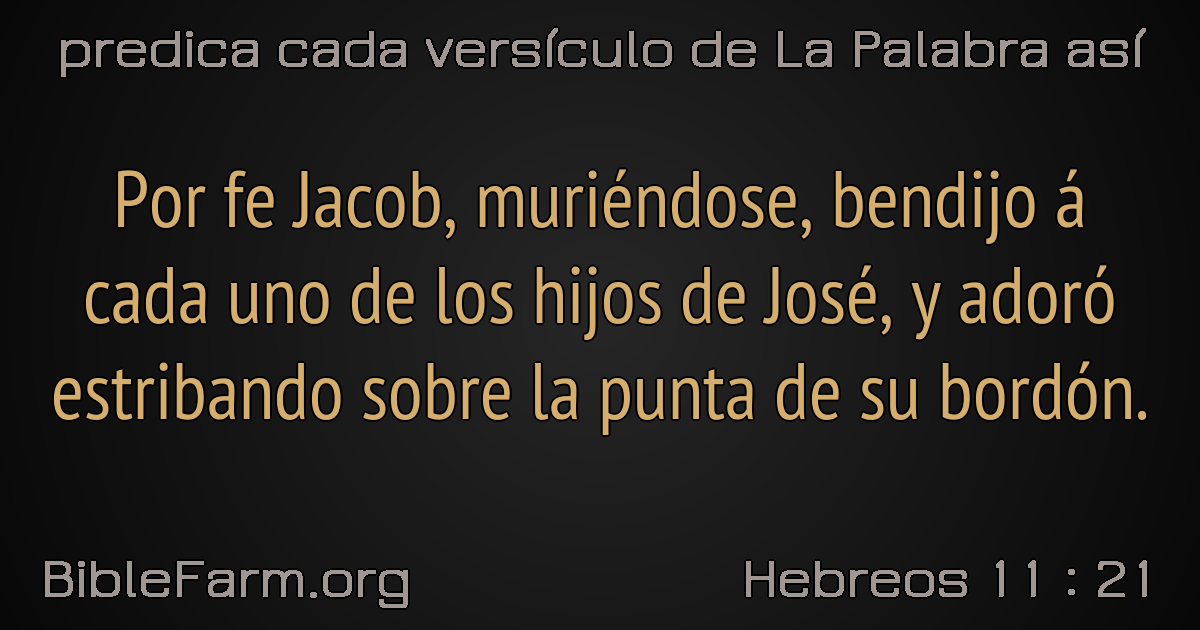 predica cada versículo de La Palabra así
Por fe Jacob, muriéndose, bendijo á
cada uno de los hijos de José, y adoró
estribando sobre la punta de su bordón.
BibleFarm.org
Hebreos 11 : 21